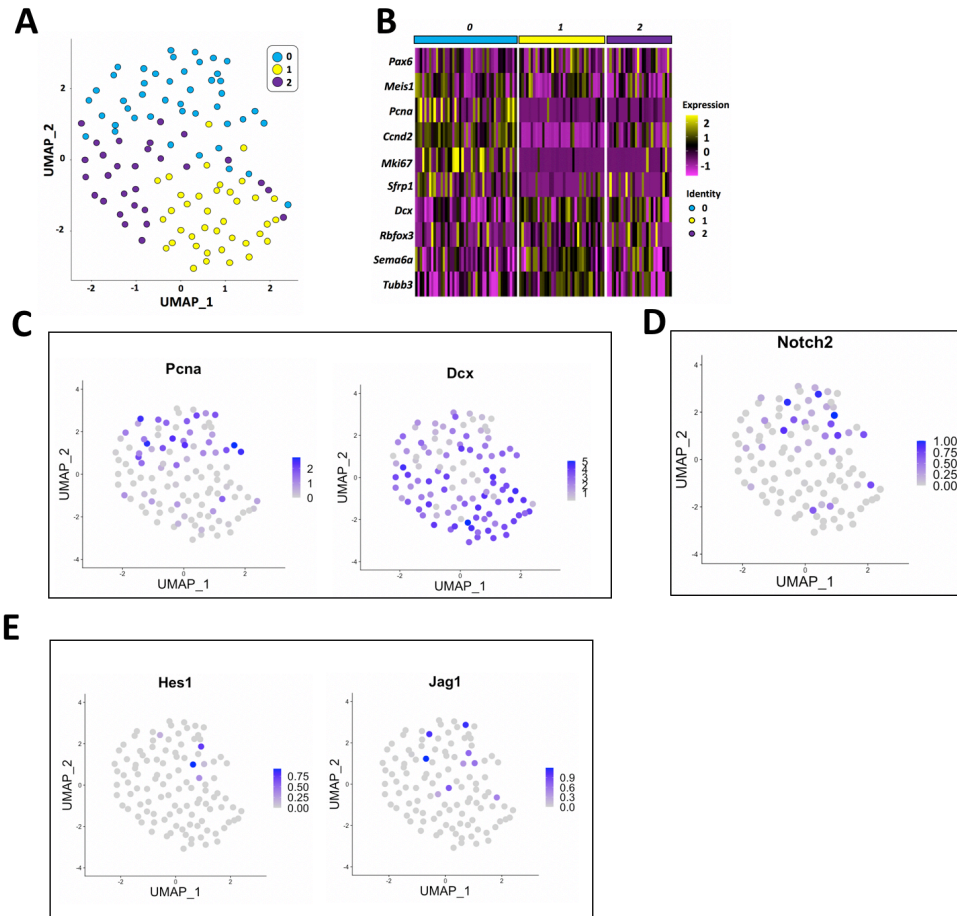 A
0
1
2
UMAP_2
2
0
-2
-2 -1 0 1 2
UMAP_1
B
0 1 2
Pax6
Meis1
Pcna
Ccnd2
Mki67
Sfrp1
Dcx
Rbfox3
Sema6a
Tubb3
Expression
2
1
0
-1
Identity
0
1
2
C
Pcna
UMAP_2
4
2
0
-2
-4
-2 0 2
UMAP_1
2
1
0
Dcx
UMAP_2
4
2
0
-2
-4
-2 0 2
UMAP_1
5
4
3
2
1
D
Notch2
UMAP_2
4
2
0
-2
-4
-2 0 2
UMAP_1
1.00
0.75
0.50
0.25
0.00
E
Hes1
UMAP_2
4
2
0
-2
-4
-2 0 2
UMAP_1
0.75
0.50
0.25
0.00
Jag1
UMAP_2
4
2
0
-2
-4
-2 0 2
UMAP_1
0.9
0.6
0.3
0.0